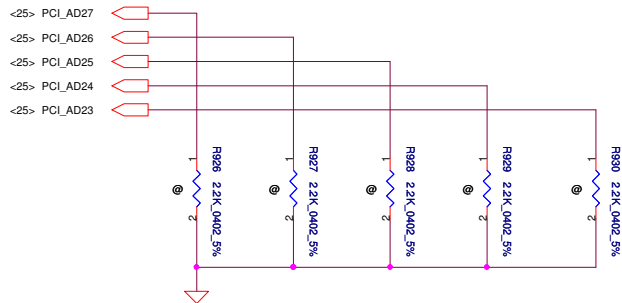 <25> PCI_AD27
<25> PCI_AD26
<25> PCI_AD25
<25> PCI_AD24
<25> PCI_AD23
1
R926
2.2K_0402_5%
@
2
1
R927
2.2K_0402_5%
@
2
1
R928
2.2K_0402_5%
@
2
1
R929
2.2K_0402_5%
@
2
1
R930
2.2K_0402_5%
@
2